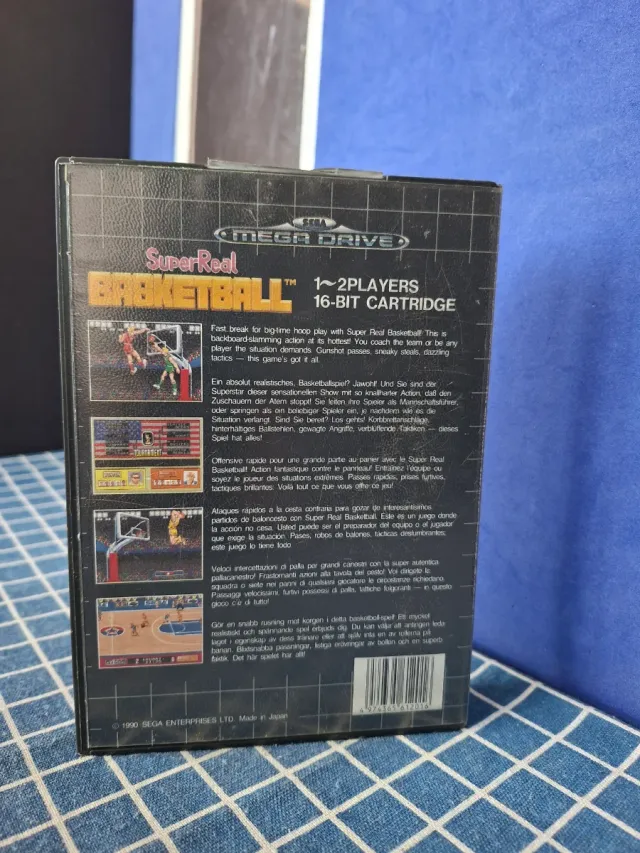 SEGA
MEGA DRIVE
SuperReal
BASKETBALL™
1~2PLAYERS
16-BIT CARTRIDGE
Fast break for big-time hoop play with Super Real Basketball! This is
backboard-slamming action at its hottest! You coach the team or be any
player the situation demands. Gunshot passes, sneaky steals, dazzling
tactics — this game's got it all.
Ein absolut realistisches, Basketballspiel? Jawohl! Und Sie sind der
Superstar dieser sensationellen Show mit so knallharter Action, daß den
Zuschauern der Atem stoppt! Sie leiten ihre Spieler als Mannschaftsführer,
oder springen als ein beliebiger Spieler ein, je nachdem wie es die
Situation verlangt. Sind Sie bereit? Los gehts! Korbbrettanschläge,
hinterhältiges Ballstehlen, gewagte Angriffe, verblüffende Taktiken — dieses
Spiel hat alles!
Offensive rapide pour une grande partie au panier avec le Super Real
Basketball! Action fantastique contre le panneau! Entraînez l'équipe ou
soyez le joueur des situations extrêmes. Passes rapides, prises furtives,
tactiques brillantes. Voilà tout ce que vous offre ce jeu!
Ataques rápidos a la cesta contraria para gozar de interesantísimos
partidos de baloncesto con Super Real Basketball. Este es un juego donde
la acción no cesa. Usted puede ser el preparador del equipo o el jugador
que exige la situación. Pases, robos de balones, tácticas deslumbrantes,
este juego lo tiene todo.
Veloci intercettazioni di palla per grandi canestri con la super autentica
pallacanestro! Frastornanti azioni alla tavola del pesto! Voi dirigete la
squadra o siete nei panni di qualsiasi giocatore le circostanze richiedano.
Passaggi velocissimi, furtivi possessi di palla, tattiche folgoranti — in questo
gioco c'è di tutto!
Gör en snabb rusning mot korgen i detta basketball-spel! Ett mycket
realistiskt och spännande spel erbjuds dig. Du kan välja att antingen leda
laget i egenskap av dess tränare eller att själv inta en av rollerna på
banan. Blixtsnabba passningar, listiga erövringar av bollen och en superb
taktik. Det här spelet har allt!
© 1990 SEGA ENTERPRISES LTD. Made in Japan